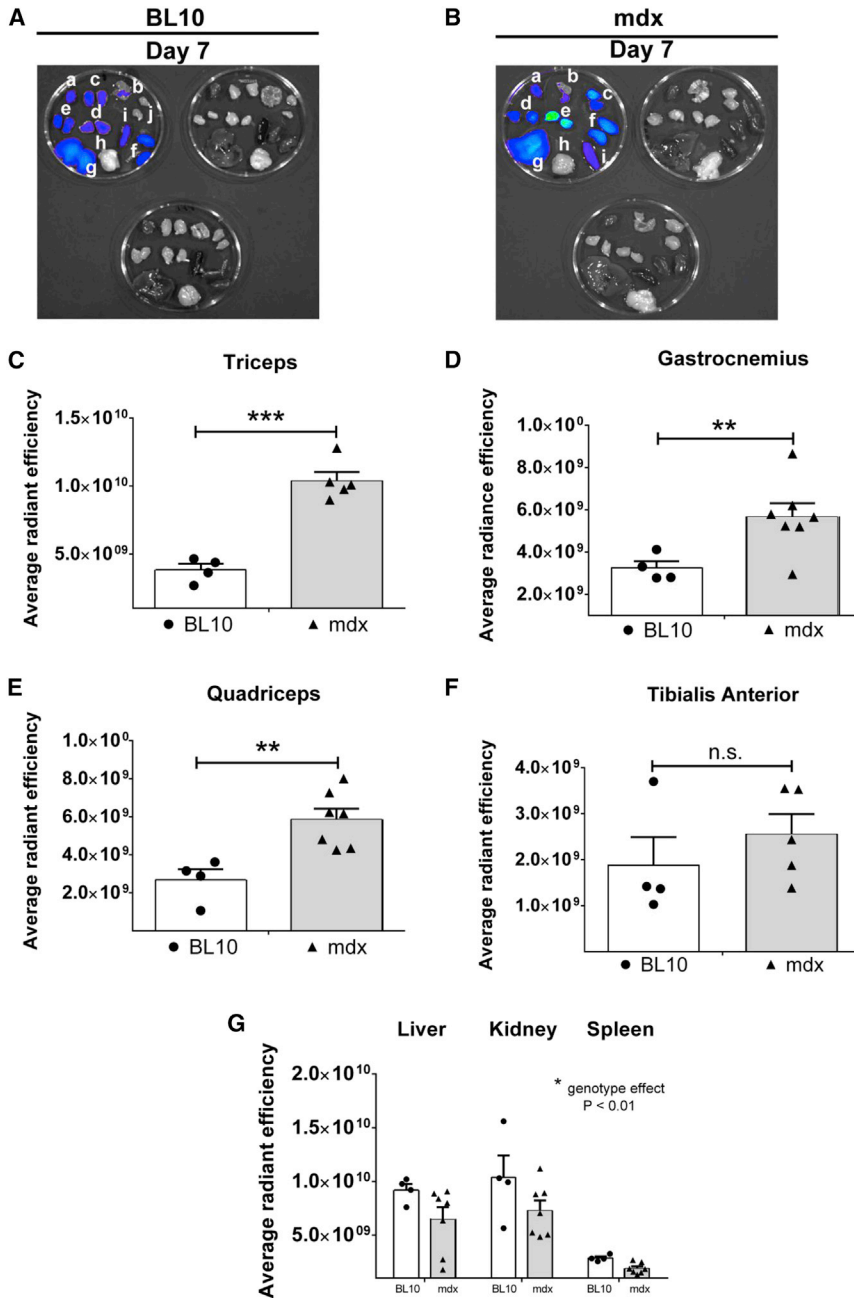 A
BL10
Day 7
a c b
e d i j
h f
g
B
mdx
Day 7
a b c
d e f
g h i
C
Triceps
Average radiant efficiency
***
1.5×10¹⁰
1.0×10¹⁰
5.0×10⁰⁹
● BL10 ▲ mdx
D
Gastrocnemius
Average radiance efficiency
**
1.0×10⁰
8.0×10⁹
6.0×10⁹
4.0×10⁹
2.0×10⁹
● BL10 ▲ mdx
E
Quadriceps
Average radiant efficiency
**
1.0×10⁰
8.0×10⁹
6.0×10⁹
4.0×10⁹
2.0×10⁹
● BL10 ▲ mdx
F
Tibialis Anterior
Average radiant efficiency
n.s.
4.0×10⁹
3.0×10⁹
2.0×10⁹
1.0×10⁹
● BL10 ▲ mdx
G
Liver Kidney Spleen
Average radiant efficiency
2.0×10¹⁰
1.0×10¹⁰
5.0×10⁰⁹
* genotype effect
P < 0.01
BL10 mdx BL10 mdx BL10 mdx